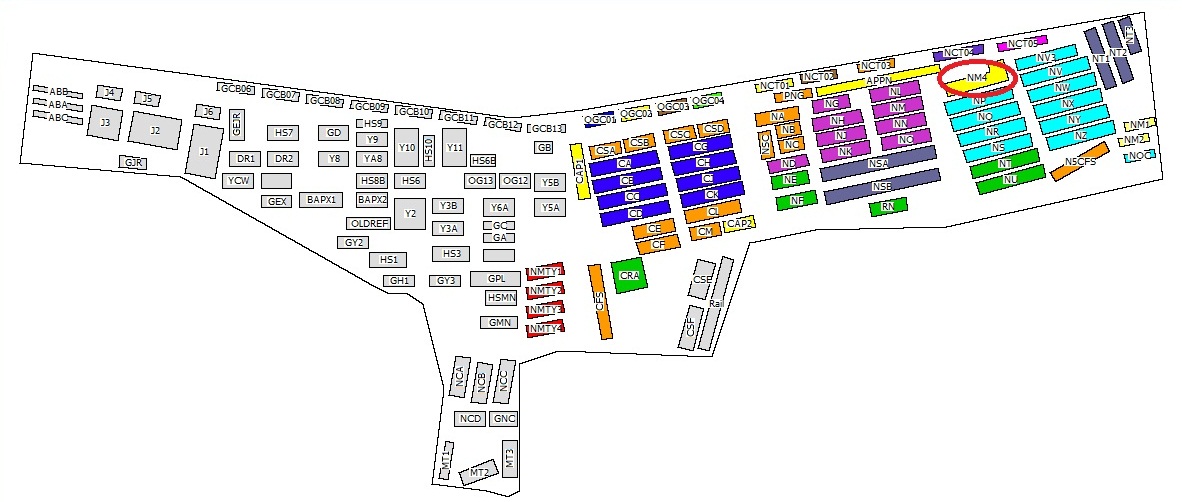 ABB
ABA
ABC
J4
J5
J3
J2
J6
J1
GJR
GCB06
GCB07
GCB08
GCB09
GCB10
GCB11
GCB12
GCB13
GEJR
HS7
GD
HS9
Y9
Y10
HS10
Y11
HS6B
GB
DR1
DR2
Y8
YA8
YCW
HS8B
HS6
OG13
OG12
Y5B
GEX
BAPX1
BAPX2
Y2
Y3B
Y6A
Y5A
OLDREF
Y3A
GC
GA
GY2
HS1
HS3
GH1
GY3
GPL
HSMN
GMN
NMTY1
NMTY2
NMTY3
NMTY4
NCA
NCB
NCC
NCD
GNC
MT1
MT2
MT3
CAP1
OGC01
OGC02
OGC03
OGC04
CSA
CSB
CSC
CSD
CA
CB
CC
CD
CE
CF
CG
CH
CI
CK
CL
CM
CAP2
CFS
CRA
CSE
CSF
Rail
NCT01
NCT02
NCT03
NCT04
NCT05
PNG
APPN
NM4
NA
NB
NC
NSC
ND
NE
NF
NG
NH
NJ
NK
NL
NM
NN
NO
NSA
NSB
RN
NP
NQ
NR
NS
NT
NU
NV3
NV
NW
NX
NY
NZ
NT1
NT2
NT3
N5CFS
NM1
NM2
NOC